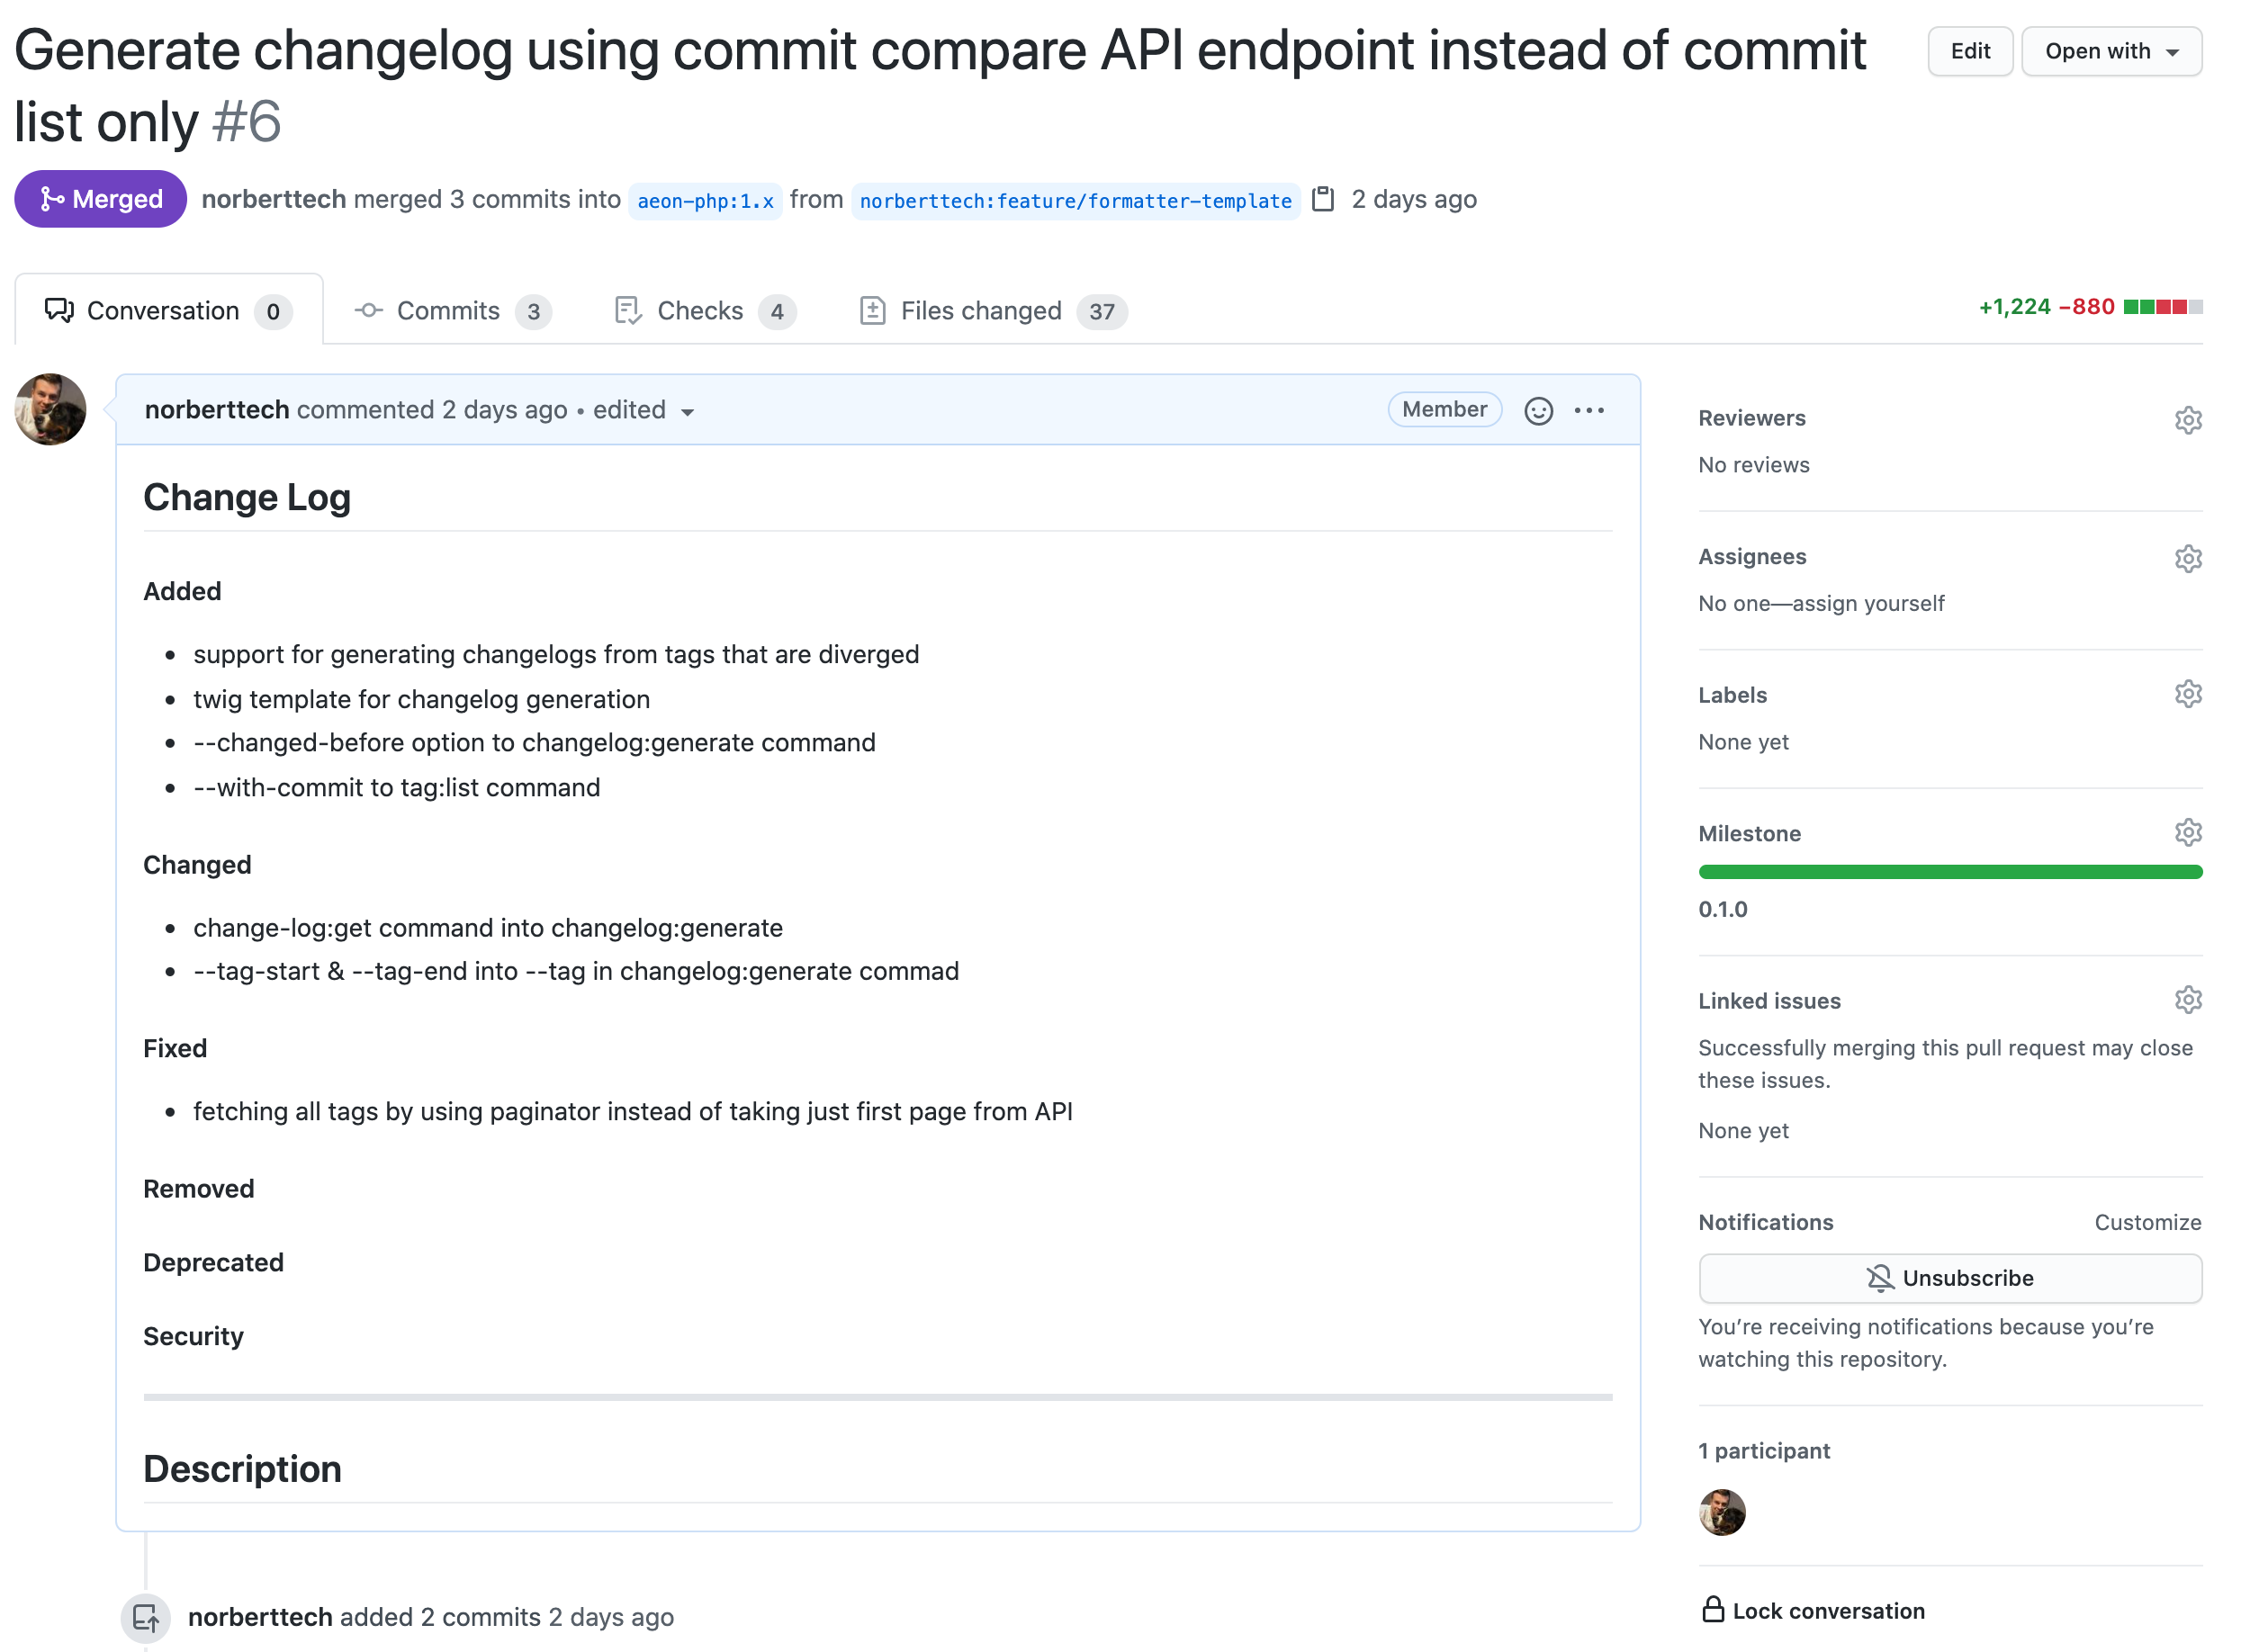 Generate changelog using commit compare API endpoint instead of commit
list only #6
Edit
Open with
Merged
norberttech merged 3 commits into aeon-php:1.x from norberttech:feature/formatter-template 2 days ago
Conversation 0
Commits 3
Checks 4
Files changed 37
+1,224 −880
norberttech commented 2 days ago • edited
Member
Change Log
Added
• support for generating changelogs from tags that are diverged
• twig template for changelog generation
• --changed-before option to changelog:generate command
• --with-commit to tag:list command
Changed
• change-log:get command into changelog:generate
• --tag-start & --tag-end into --tag in changelog:generate commad
Fixed
• fetching all tags by using paginator instead of taking just first page from API
Removed
Deprecated
Security
Description
norberttech added 2 commits 2 days ago
Reviewers
No reviews
Assignees
No one—assign yourself
Labels
None yet
Milestone
0.1.0
Linked issues
Successfully merging this pull request may close
these issues.
None yet
Notifications
Customize
Unsubscribe
You’re receiving notifications because you’re
watching this repository.
1 participant
Lock conversation